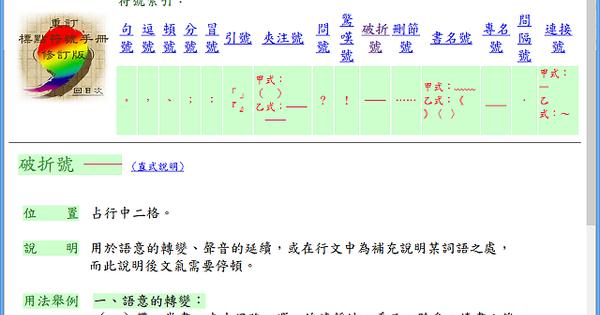 符號索引：
重訂
標點符號手冊
（修訂版）
回目次
句號 逗號 頓號 分號 冒號 引號 夾注號 問號 驚嘆號 破折號 刪節號 書名號 專名號 間隔號 連接號
。 ， 、 ； ： 「」『』 甲式：（ ） 乙式：—— —— ？ ！ —— …… 甲式：﹏﹏ 乙式：《 》〈 〉 ＿＿ ． 甲式：— 乙式：～
破折號 —— （直式說明）
位 置 占行中二格。
說 明 用於語意的轉變、聲音的延續，或在行文中為補充說明某詞語之處，
而此說明後文氣需要停頓。
用法舉例 一、語意的轉變：